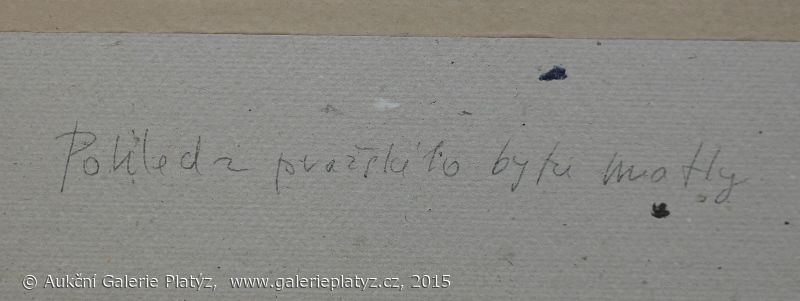 Pohled z pražského bytu matky
© Aukční Galerie Platýz, www.galerieplatyz.cz, 2015